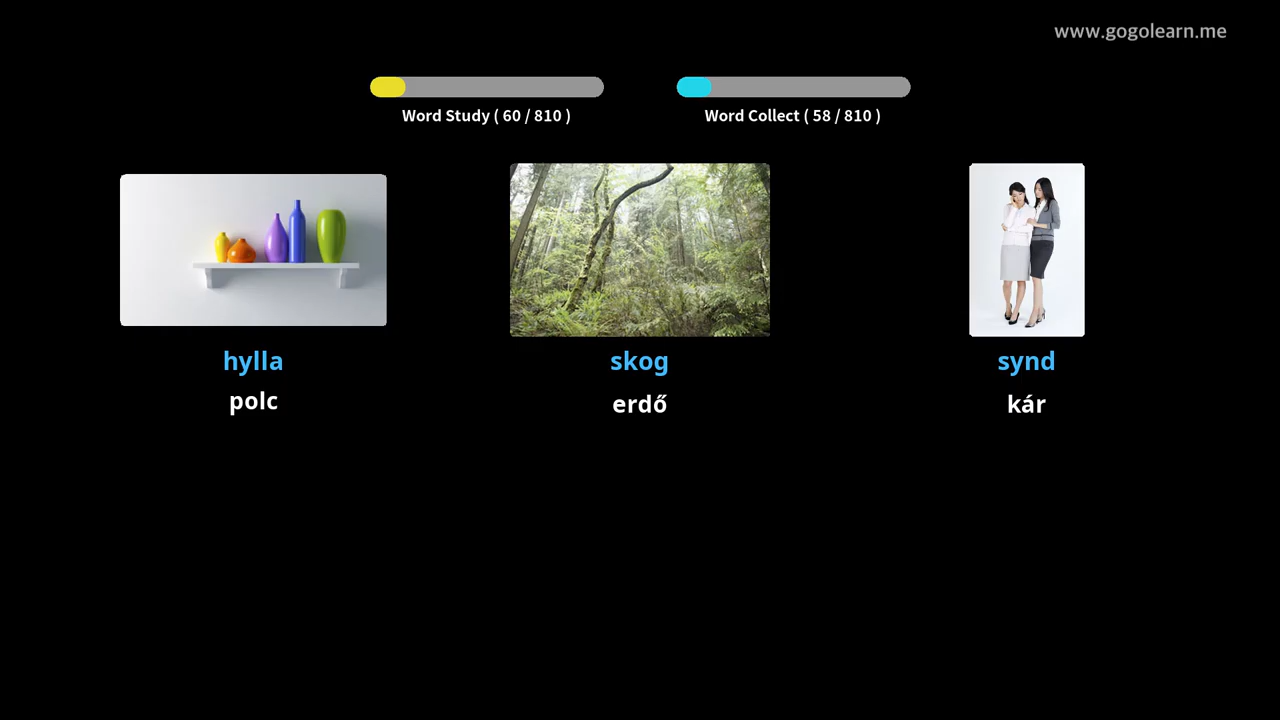 www.gogolearn.me
Word Study ( 60 / 810 )
Word Collect ( 58 / 810 )
hylla
skog
synd
polc
erdő
kár